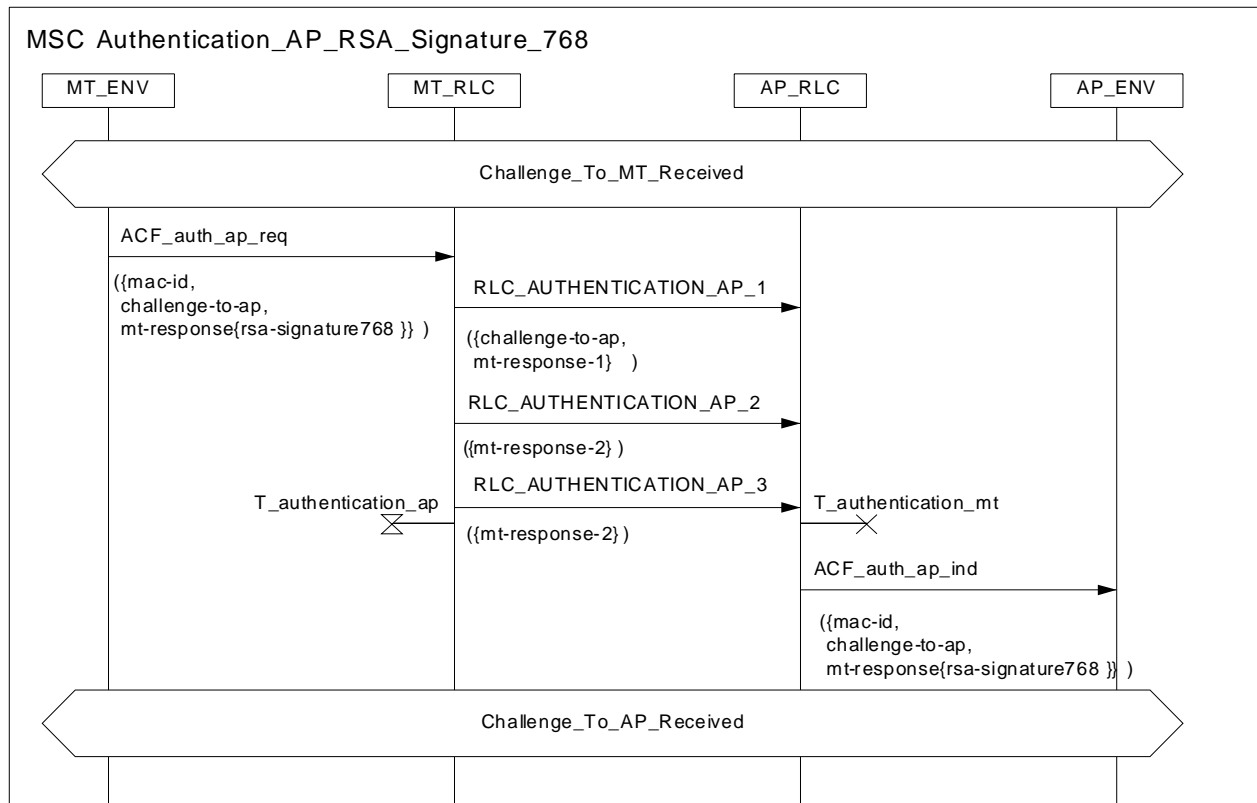 MSC Authentication_AP_RSA_Signature_768
MT_ENV MT_RLC AP_RLC AP_ENV
Challenge_To_MT_Received
ACF_auth_ap_req
({mac-id,
challenge-to-ap,
mt-response{rsa-signature768 }} )
RLC_AUTHENTICATION_AP_1
({challenge-to-ap,
mt-response-1} )
RLC_AUTHENTICATION_AP_2
({mt-response-2} )
RLC_AUTHENTICATION_AP_3
T_authentication_ap T_authentication_mt
({mt-response-2} )
ACF_auth_ap_ind
({mac-id,
challenge-to-ap,
mt-response{rsa-signature768 }} )
Challenge_To_AP_Received